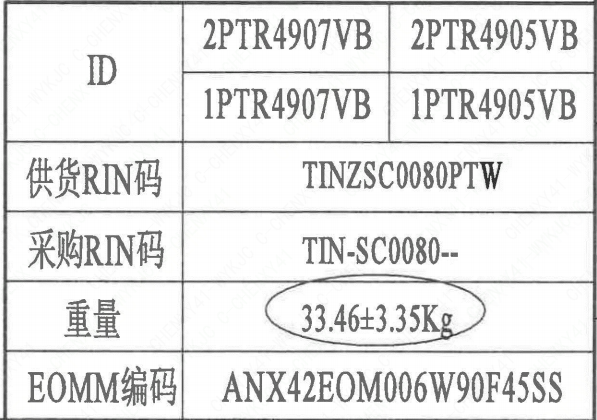 ID 2PTR4907VB 2PTR4905VB
1PTR4907VB 1PTR4905VB
供货RIN码 TINZSC0080PTW
采购RIN码 TIN-SC0080--
重量 33.46±3.35Kg
EOMM编码 ANX42EOM006W90F45SS